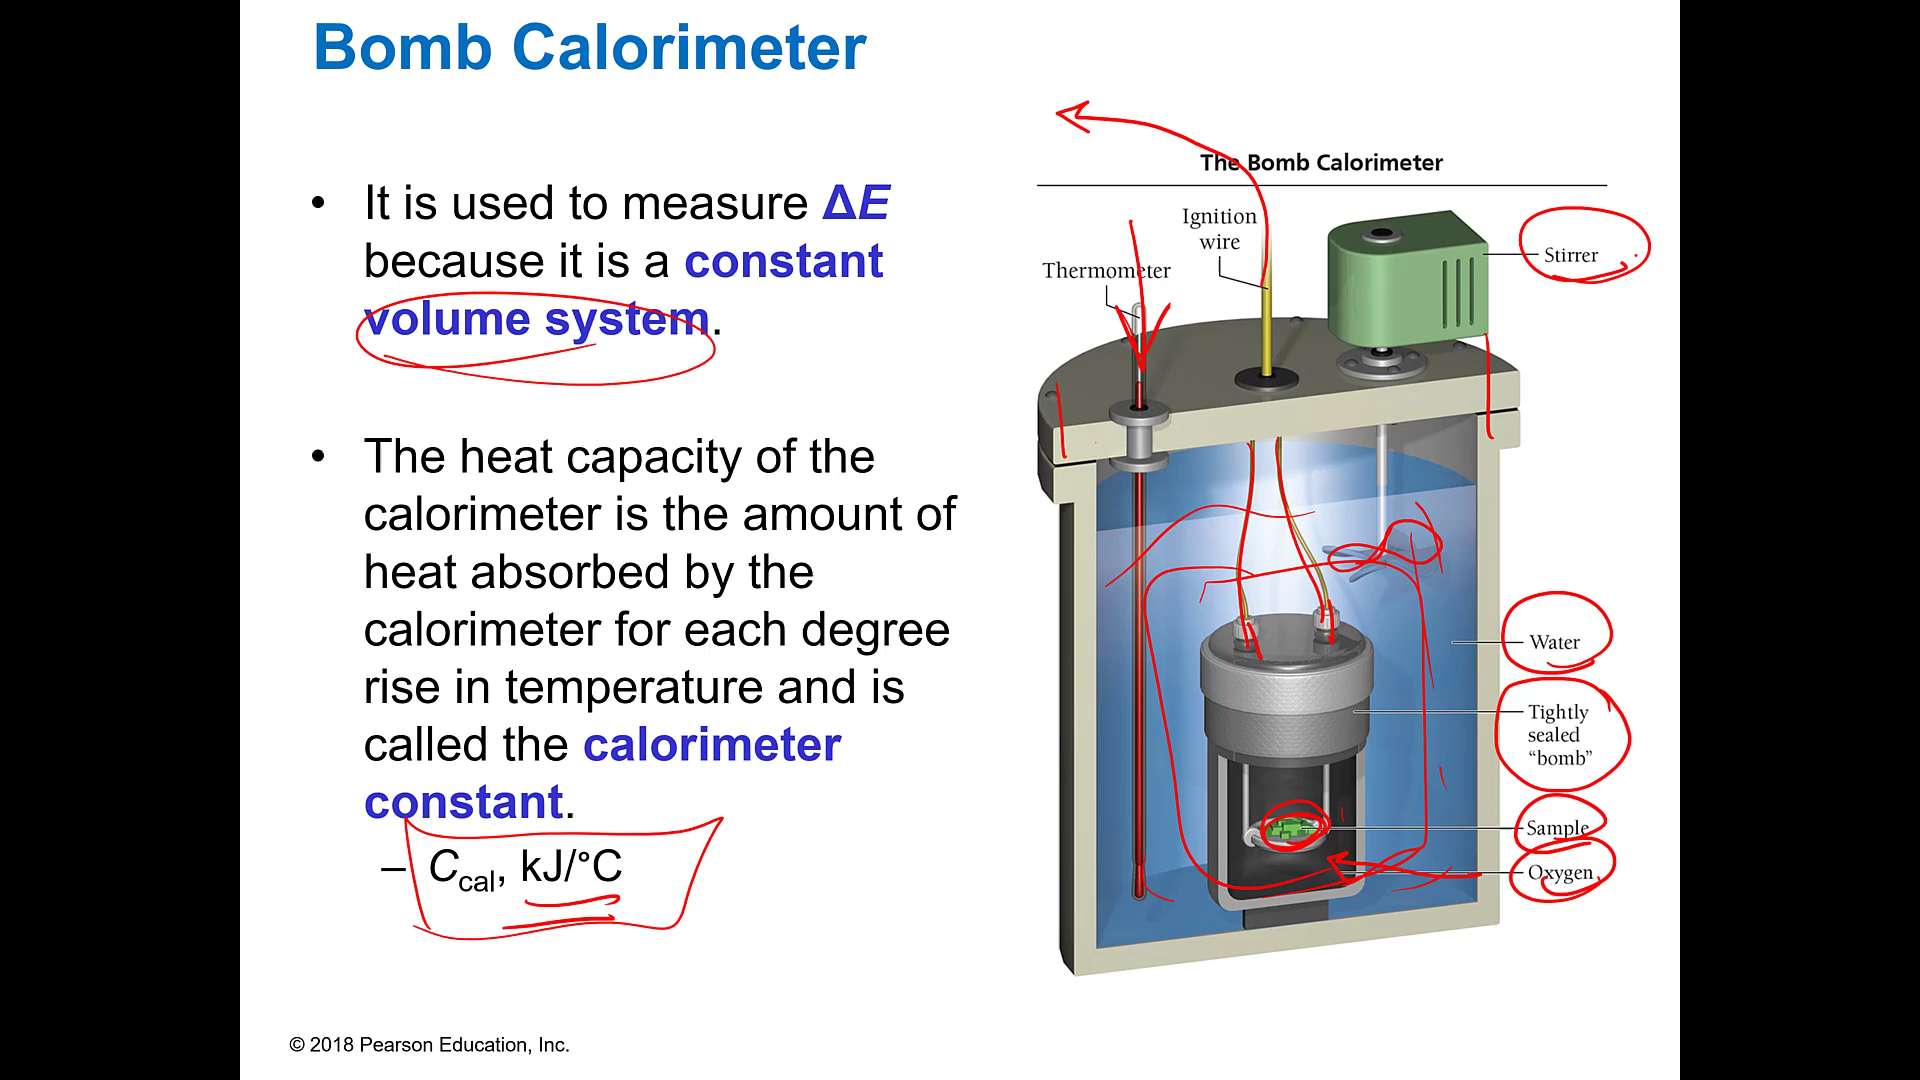 Bomb Calorimeter
• It is used to measure ΔE
because it is a constant
volume system.
• The heat capacity of the
calorimeter is the amount of
heat absorbed by the
calorimeter for each degree
rise in temperature and is
called the calorimeter
constant.
– Ccal, kJ/°C
The Bomb Calorimeter
Ignition
wire
Stirrer
Thermometer
Water
Tightly
sealed
“bomb”
Sample
Oxygen
© 2018 Pearson Education, Inc.